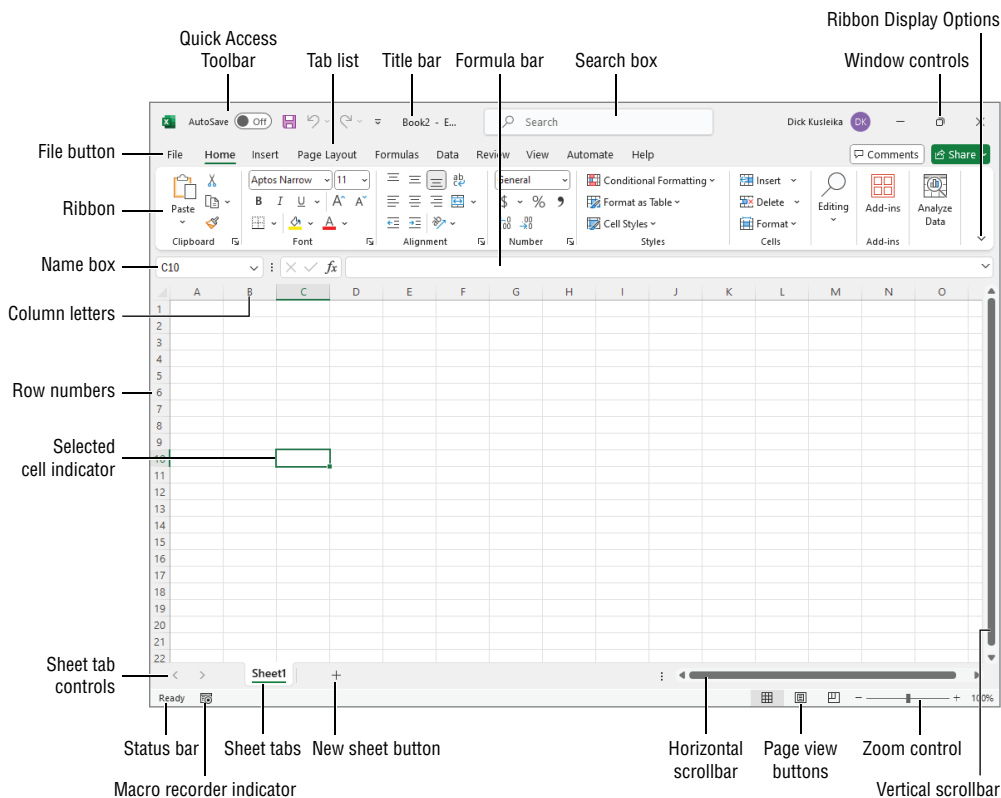 Ribbon Display Options
Quick Access
Toolbar
Tab list
Title bar
Formula bar
Search box
Window controls
AutoSave
Off
Book2 - E...
Search
Dick Kusleika
DK
File button
File
Home
Insert
Page Layout
Formulas
Data
Review
View
Automate
Help
Comments
Share
Ribbon
Paste
Clipboard
Aptos Narrow
11
B I U
A A
A
Font
ab
c
Alignment
General
$ % 9
Number
Conditional Formatting
Format as Table
Cell Styles
Styles
Insert
Delete
Format
Cells
Editing
Add-ins
Add-ins
Analyze
Data
Name box
C10
fx
Column letters
A B C D E F G H I J K L M N O
1
2
3
4
5
Row numbers
6
7
8
9
Selected
cell indicator
10
11
12
13
14
15
16
17
18
19
20
21
22
Sheet tab
controls
Sheet1
Ready
100%
Status bar
Sheet tabs
New sheet button
Horizontal
scrollbar
Page view
buttons
Zoom control
Macro recorder indicator
Vertical scrollbar